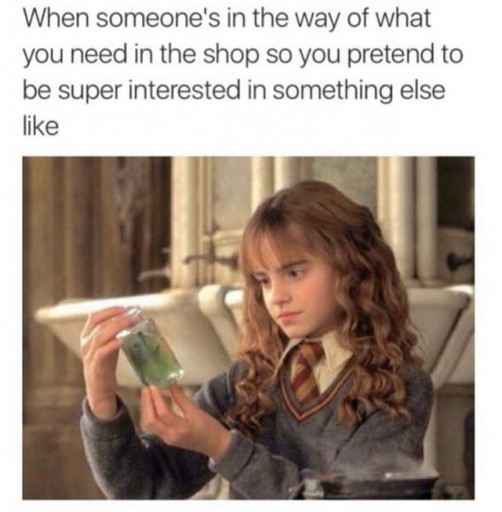 When someone's in the way of what
you need in the shop so you pretend to
be super interested in something else
like